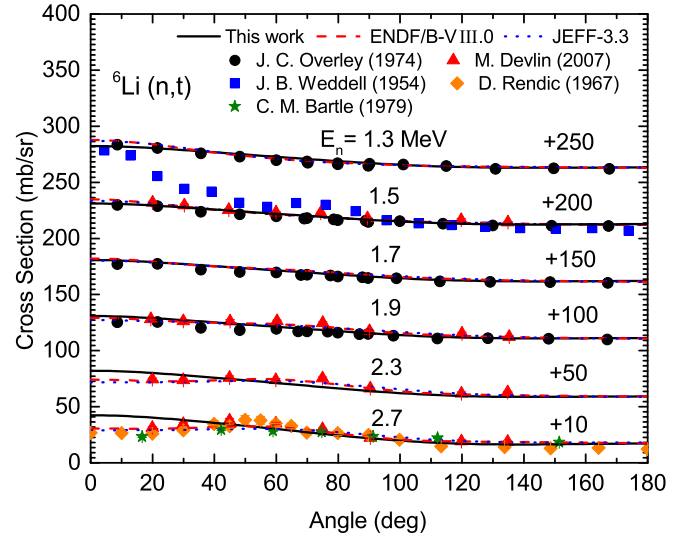 This work ENDF/B-VIII.0 JEFF-3.3
J. C. Overley (1974) M. Devlin (2007)
J. B. Weddell (1954) D. Rendic (1967)
C. M. Bartle (1979)
⁶Li (n,t)
Eₙ= 1.3 MeV +250
1.5 +200
1.7 +150
1.9 +100
2.3 +50
2.7 +10
Cross Section (mb/sr)
400
350
300
250
200
150
100
50
0
0 20 40 60 80 100 120 140 160 180
Angle (deg)